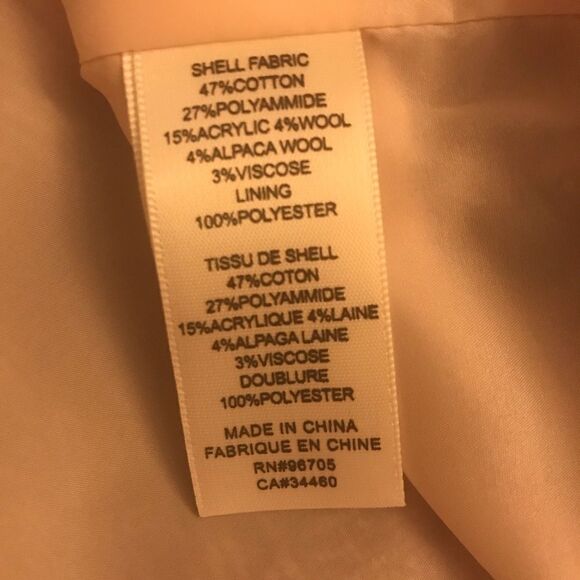 SHELL FABRIC
47%COTTON
27%POLYAMMIDE
15%ACRYLIC 4%WOOL
4%ALPACA WOOL
3%VISCOSE
LINING
100%POLYESTER
TISSU DE SHELL
47%COTON
27%POLYAMMIDE
15%ACRYLIQUE 4%LAINE
4%ALPAGA LAINE
3%VISCOSE
DOUBLURE
100%POLYESTER
MADE IN CHINA
FABRIQUE EN CHINE
RN#96705
CA#34460